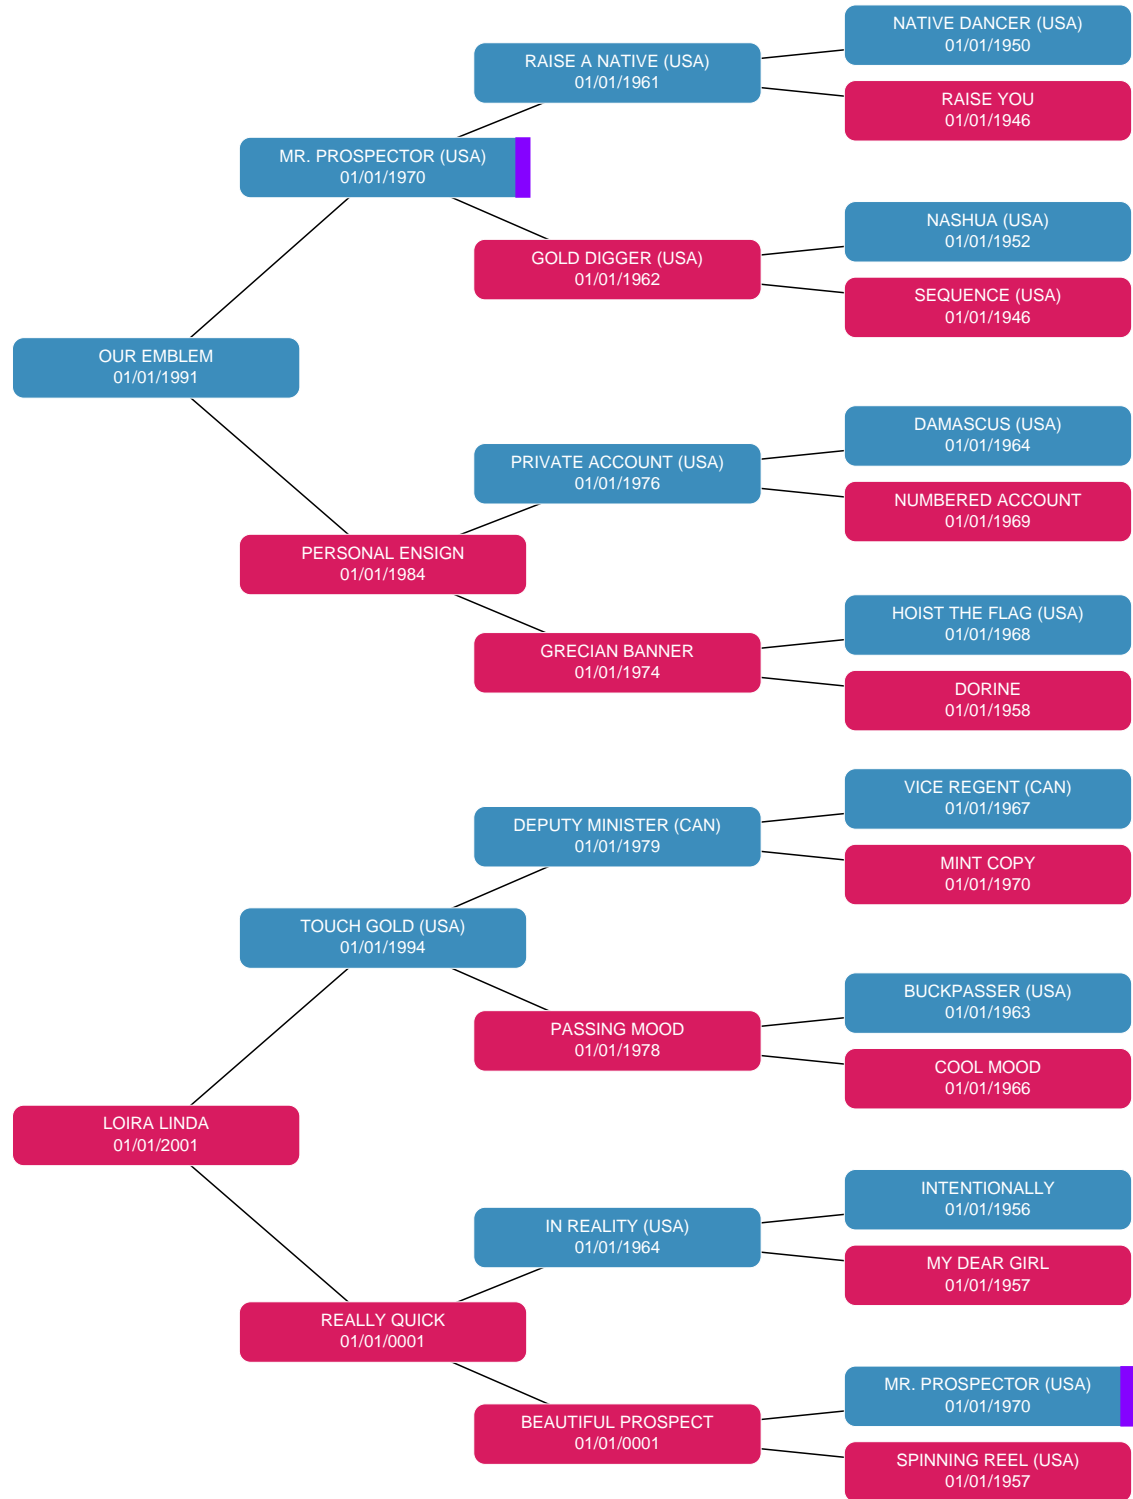 NATIVE DANCER (USA)
01/01/1950
RAISE A NATIVE (USA)
01/01/1961
RAISE YOU
01/01/1946
MR. PROSPECTOR (USA)
01/01/1970
NASHUA (USA)
01/01/1952
GOLD DIGGER (USA)
01/01/1962
SEQUENCE (USA)
01/01/1946
OUR EMBLEM
01/01/1991
DAMASCUS (USA)
01/01/1964
PRIVATE ACCOUNT (USA)
01/01/1976
NUMBERED ACCOUNT
01/01/1969
PERSONAL ENSIGN
01/01/1984
HOIST THE FLAG (USA)
01/01/1968
GRECIAN BANNER
01/01/1974
DORINE
01/01/1958
VICE REGENT (CAN)
01/01/1967
DEPUTY MINISTER (CAN)
01/01/1979
MINT COPY
01/01/1970
TOUCH GOLD (USA)
01/01/1994
BUCKPASSER (USA)
01/01/1963
PASSING MOOD
01/01/1978
COOL MOOD
01/01/1966
LOIRA LINDA
01/01/2001
INTENTIONALLY
01/01/1956
IN REALITY (USA)
01/01/1964
MY DEAR GIRL
01/01/1957
REALLY QUICK
01/01/0001
MR. PROSPECTOR (USA)
01/01/1970
BEAUTIFUL PROSPECT
01/01/0001
SPINNING REEL (USA)
01/01/1957